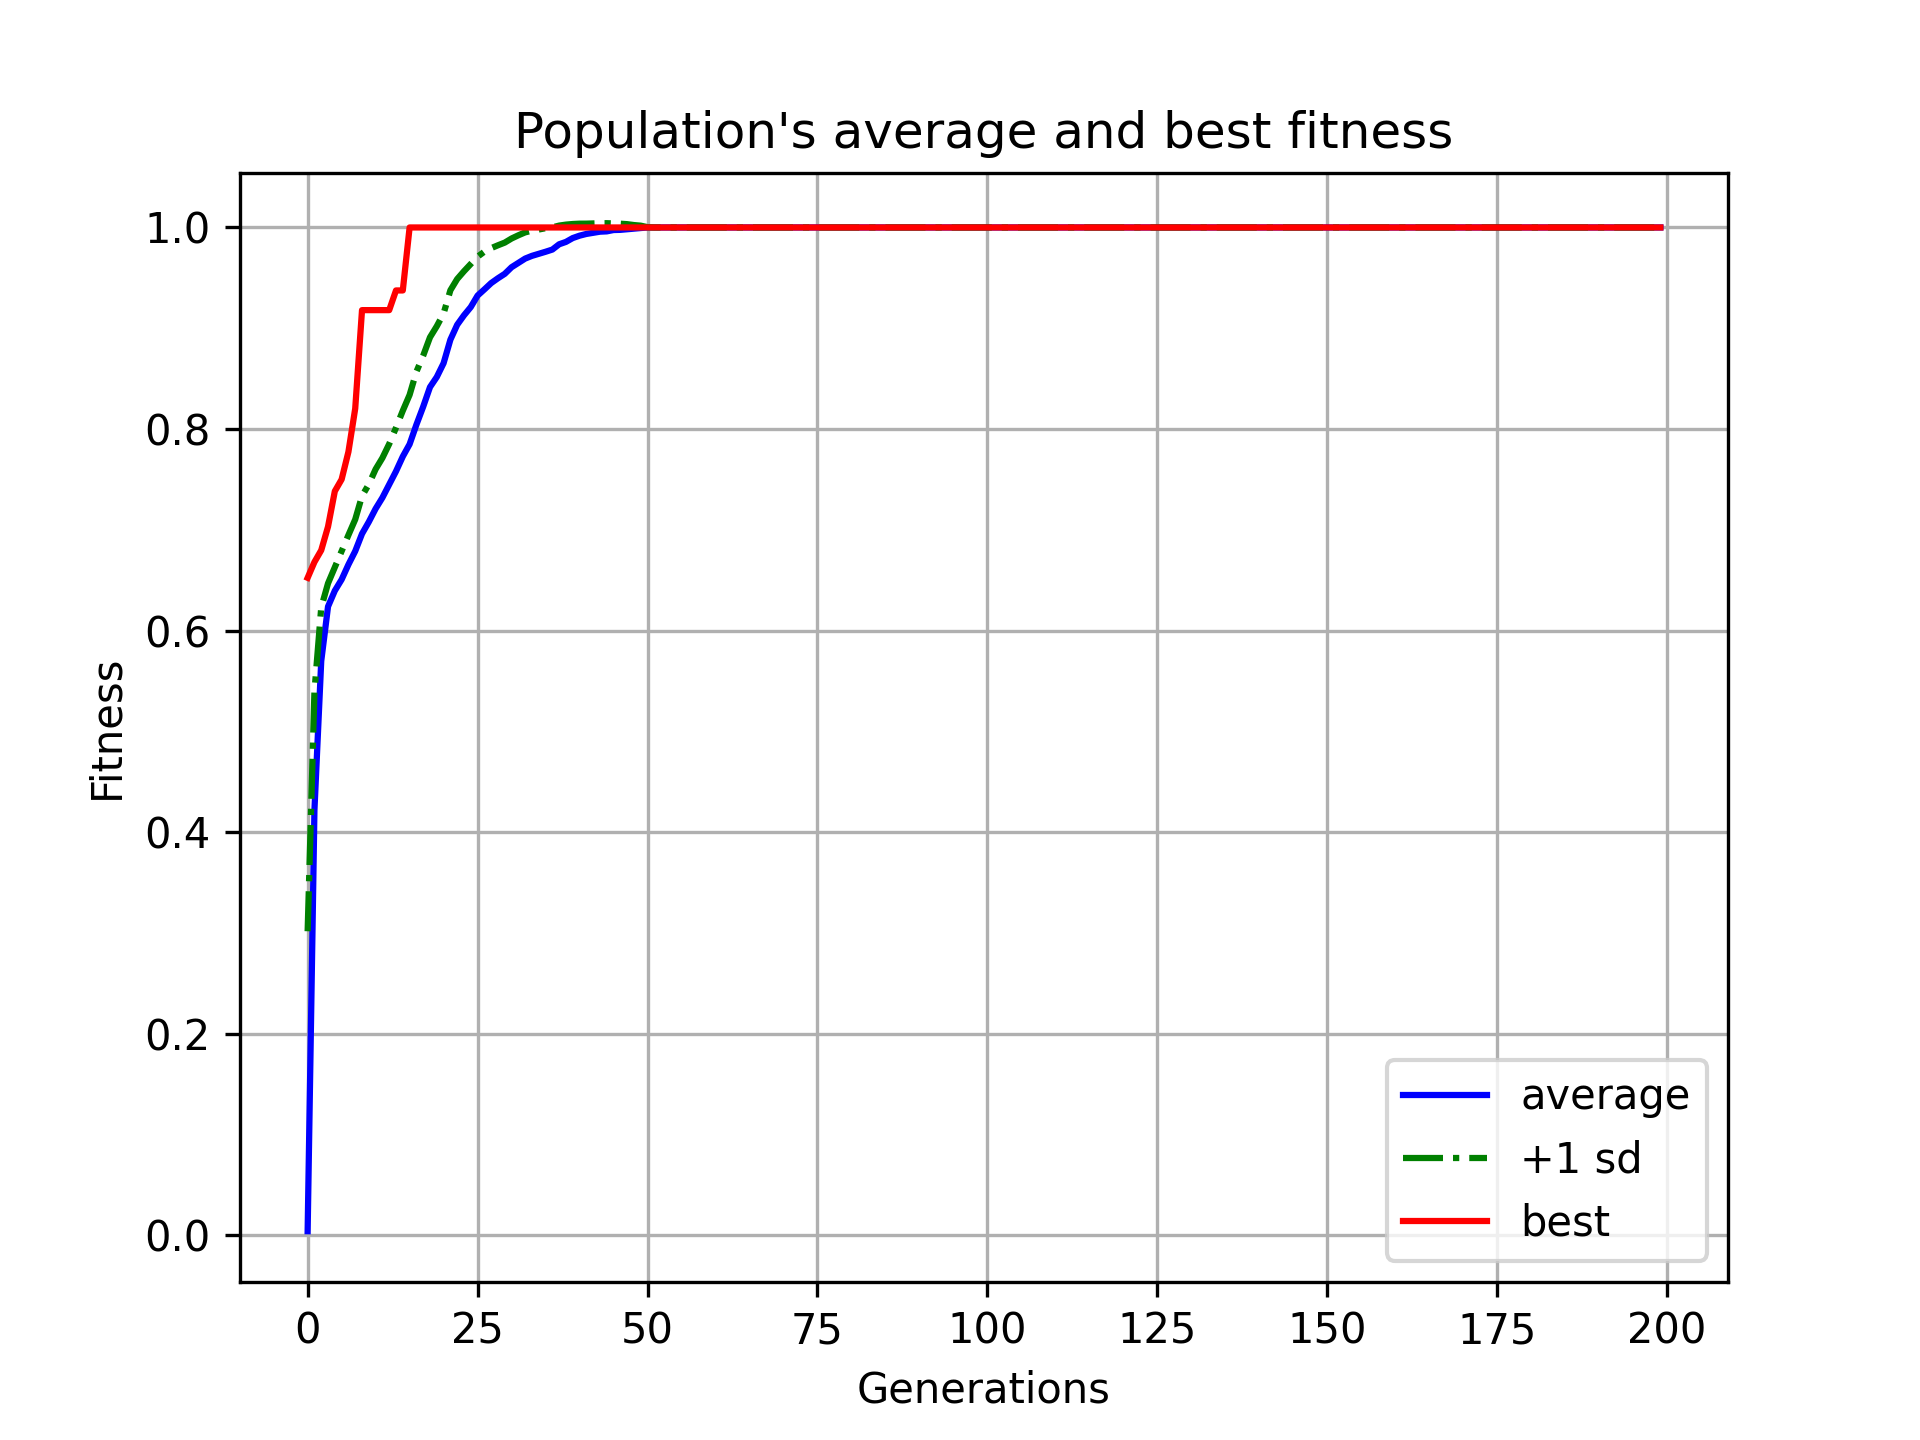 Population's average and best fitness
1.0
0.8
0.6
0.4
0.2
0.0
Fitness
0 25 50 75 100 125 150 175 200
Generations
average
+1 sd
best